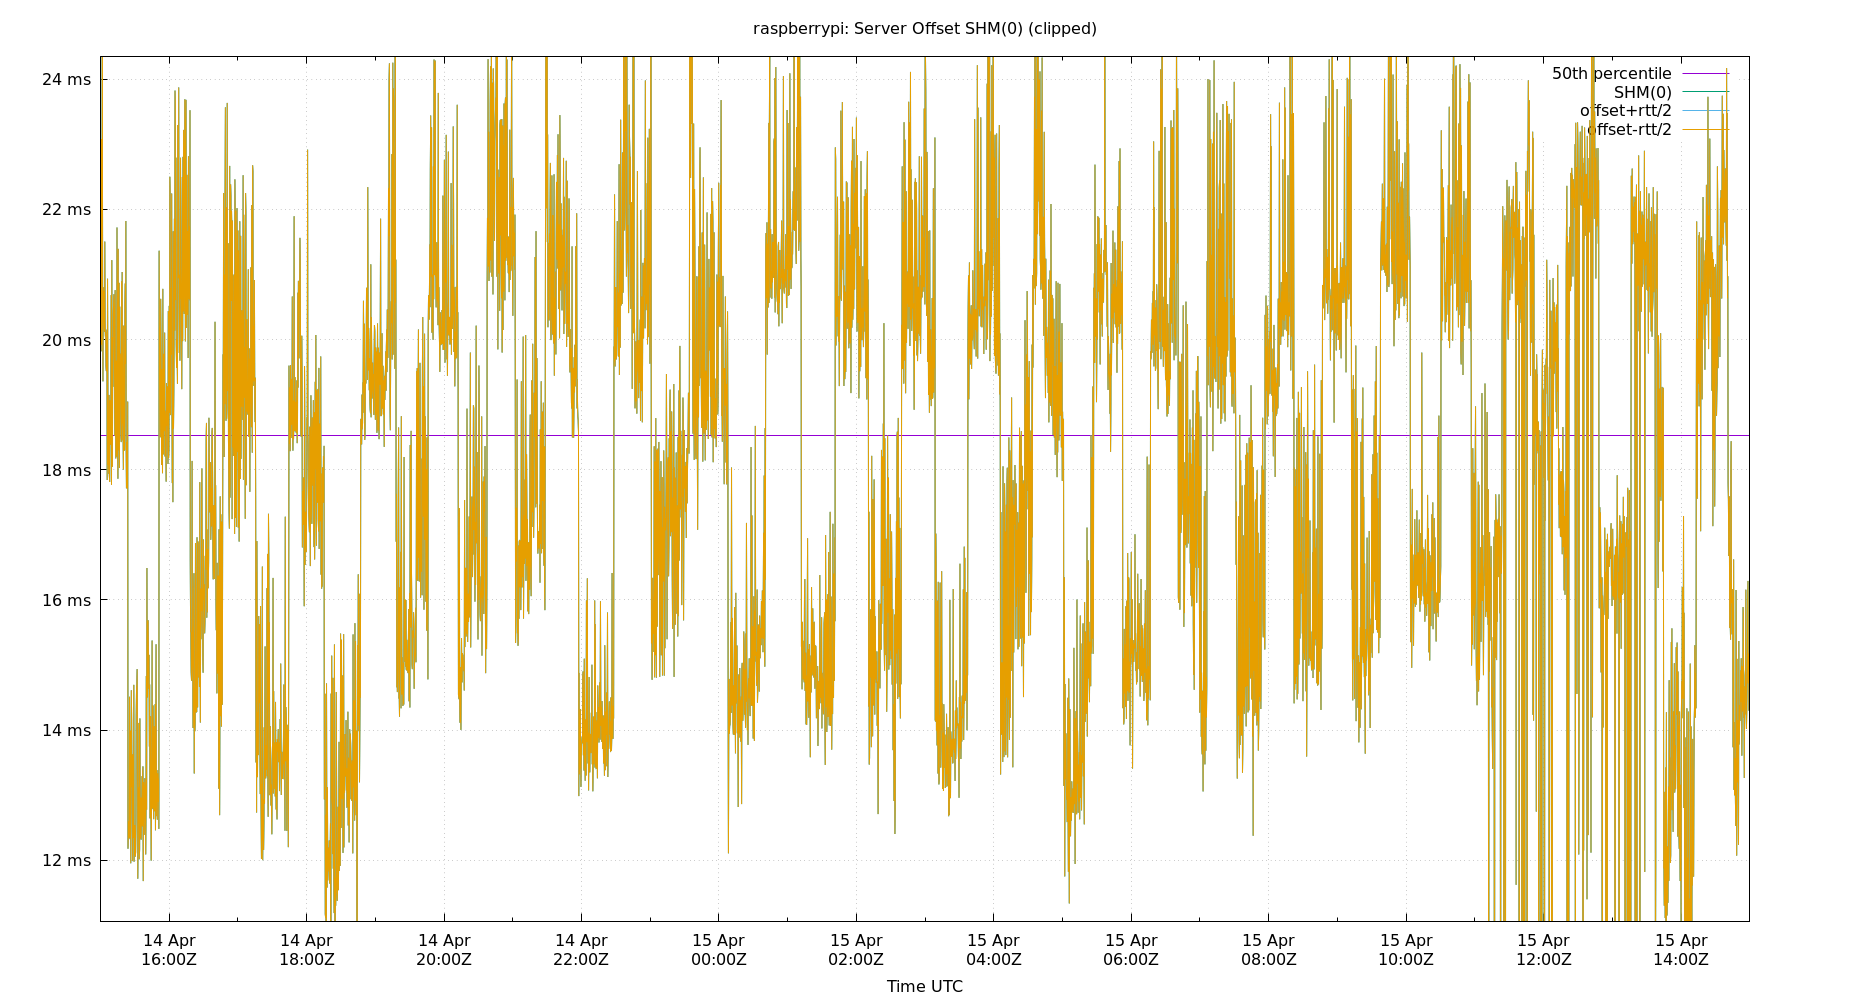 raspberrypi: Server Offset SHM(0) (clipped)
24 ms
22 ms
20 ms
18 ms
16 ms
14 ms
12 ms
50th percentile
SHM(0)
offset+rtt/2
offset-rtt/2
14 Apr 14 Apr 14 Apr 14 Apr 15 Apr 15 Apr 15 Apr 15 Apr 15 Apr 15 Apr 15 Apr 15 Apr
16:00Z 18:00Z 20:00Z 22:00Z 00:00Z 02:00Z 04:00Z 06:00Z 08:00Z 10:00Z 12:00Z 14:00Z
Time UTC